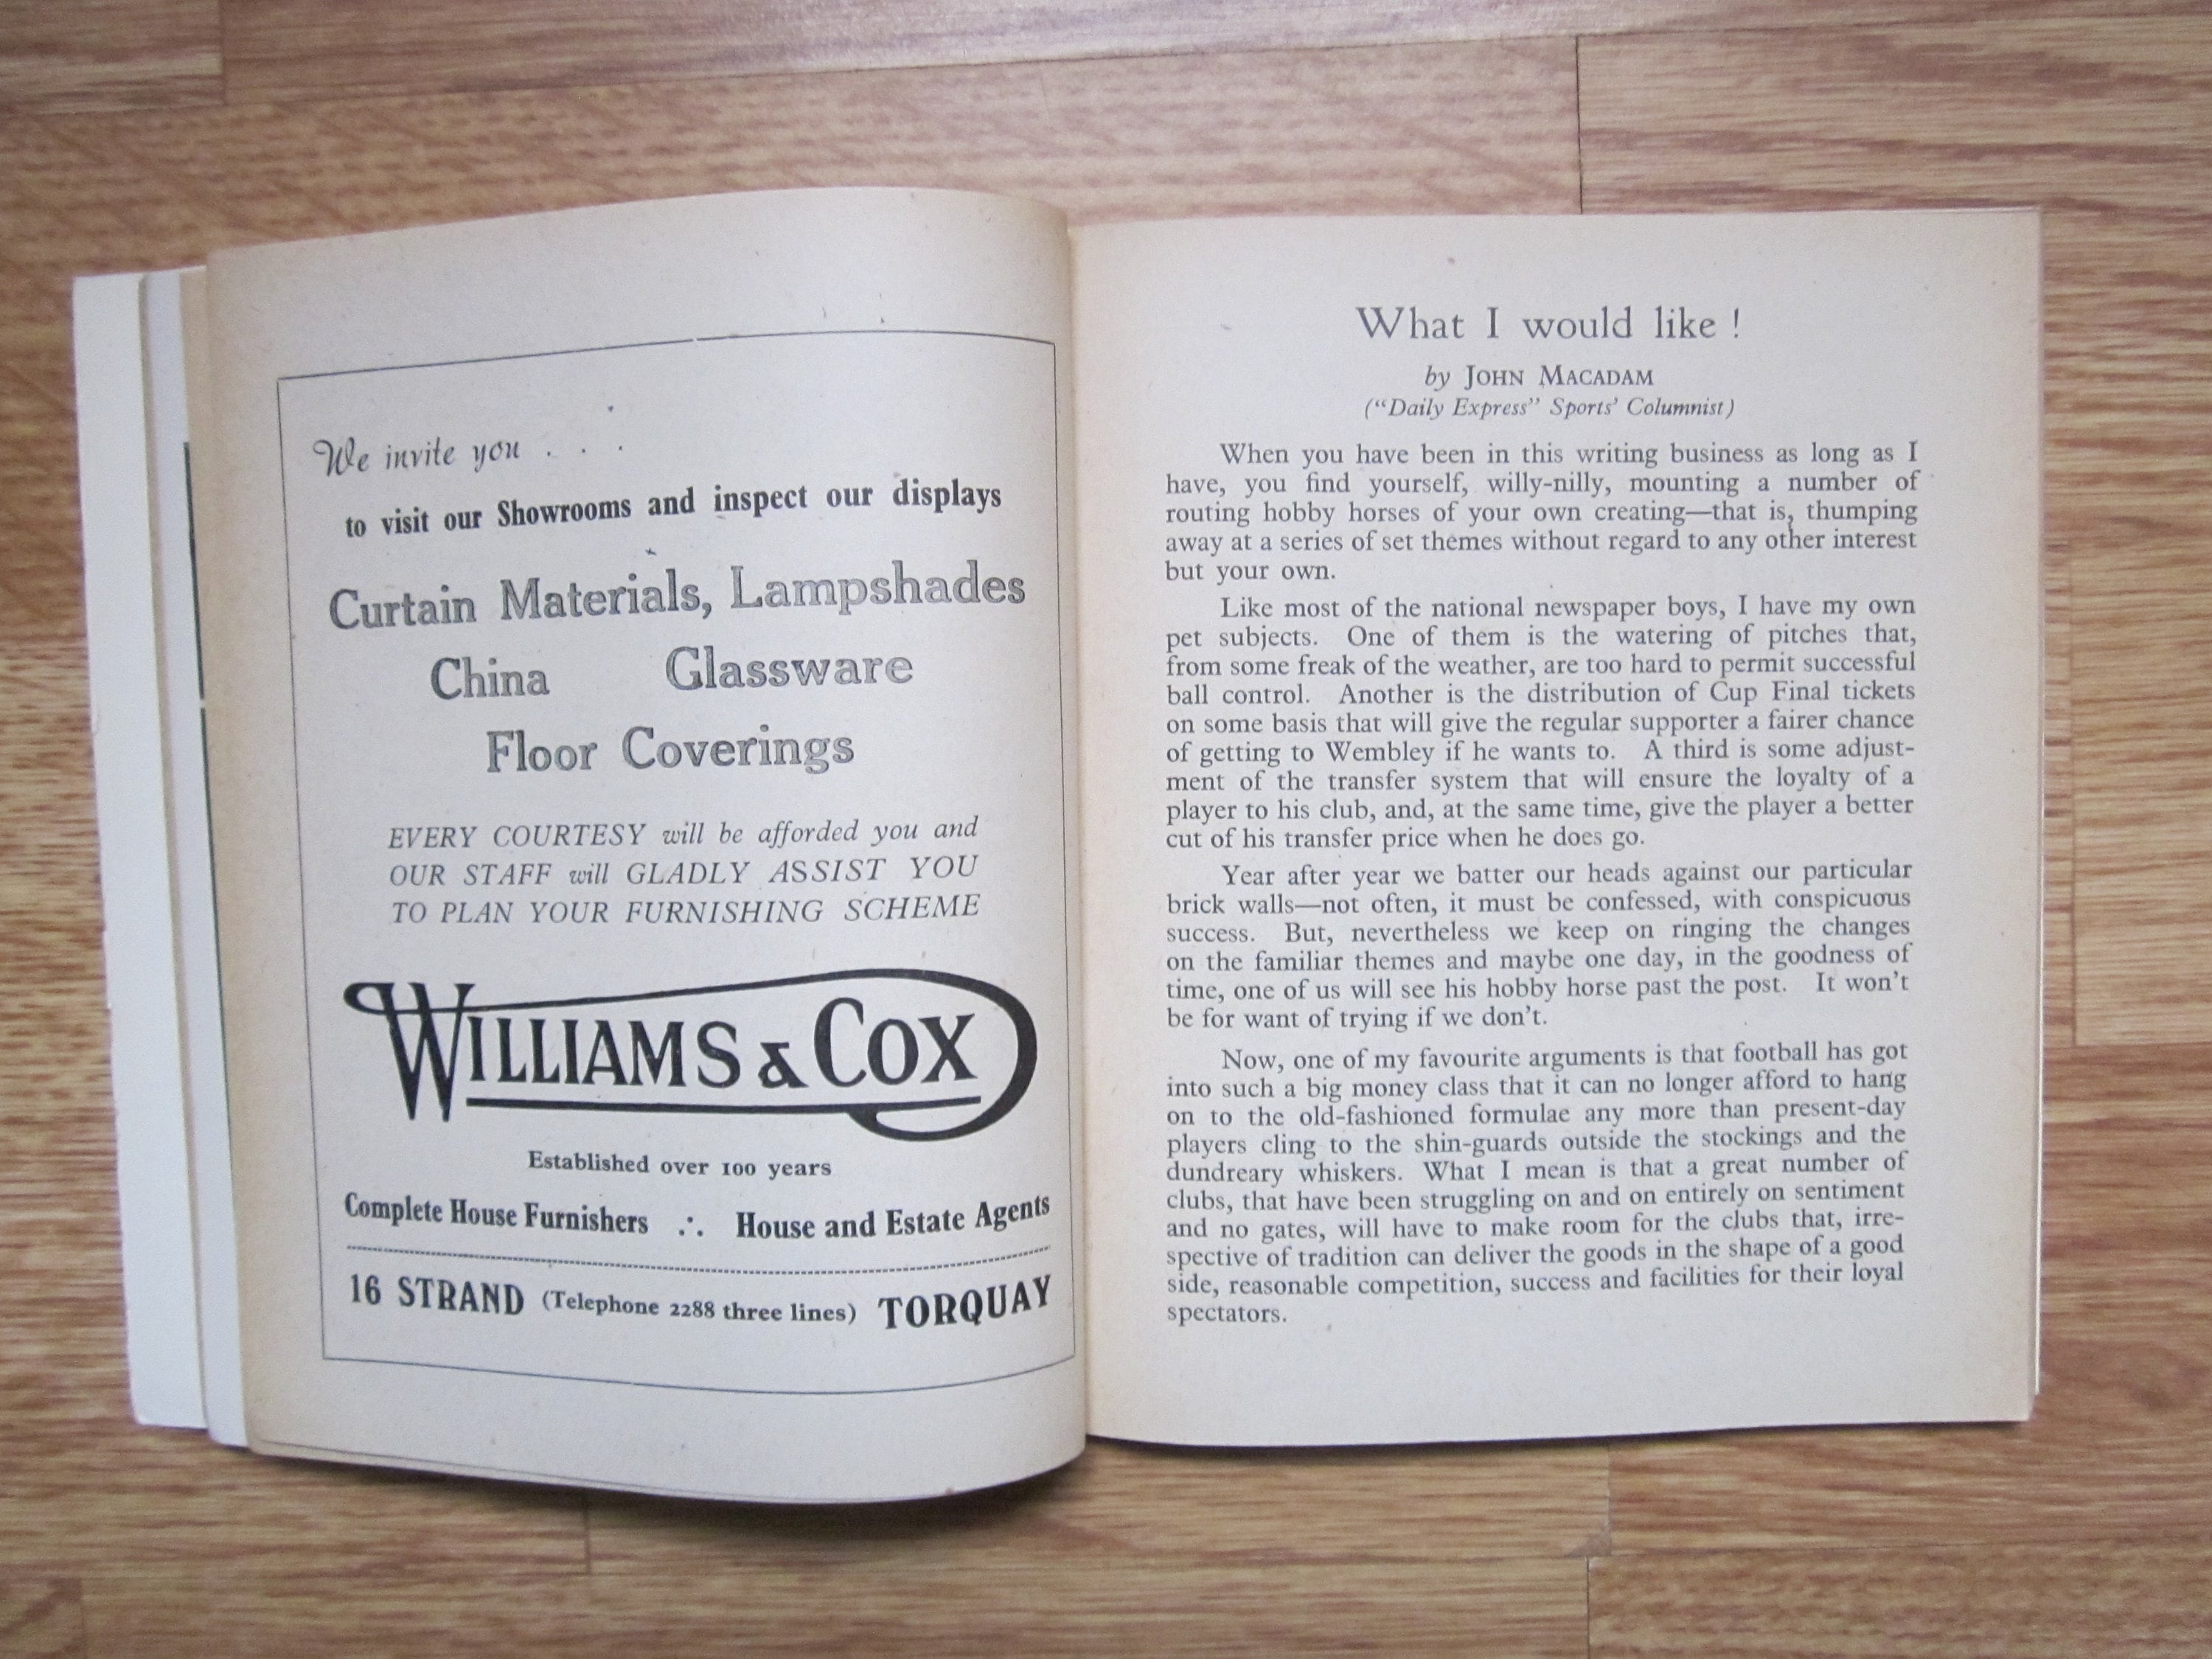 We invite you . . .
to visit our Showrooms and inspect our displays
Curtain Materials, Lampshades
China Glassware
Floor Coverings
EVERY COURTESY will be afforded you and
OUR STAFF will GLADLY ASSIST YOU
TO PLAN YOUR FURNISHING SCHEME
WILLIAMS & COX
Established over 100 years
Complete House Furnishers ∴ House and Estate Agents
16 STRAND (Telephone 2288 three lines) TORQUAY
What I would like !
by JOHN MACADAM
("Daily Express" Sports' Columnist)
When you have been in this writing business as long as I
have, you find yourself, willy-nilly, mounting a number of
routing hobby horses of your own creating—that is, thumping
away at a series of set themes without regard to any other interest
but your own.
Like most of the national newspaper boys, I have my own
pet subjects. One of them is the watering of pitches that,
from some freak of the weather, are too hard to permit successful
ball control. Another is the distribution of Cup Final tickets
on some basis that will give the regular supporter a fairer chance
of getting to Wembley if he wants to. A third is some adjust-
ment of the transfer system that will ensure the loyalty of a
player to his club, and, at the same time, give the player a better
cut of his transfer price when he does go.
Year after year we batter our heads against our particular
brick walls—not often, it must be confessed, with conspicuous
success. But, nevertheless we keep on ringing the changes
on the familiar themes and maybe one day, in the goodness of
time, one of us will see his hobby horse past the post. It won't
be for want of trying if we don't.
Now, one of my favourite arguments is that football has got
into such a big money class that it can no longer afford to hang
on to the old-fashioned formulae any more than present-day
players cling to the shin-guards outside the stockings and the
dundreary whiskers. What I mean is that a great number of
clubs, that have been struggling on and on entirely on sentiment
and no gates, will have to make room for the clubs that, irre-
spective of tradition can deliver the goods in the shape of a good
side, reasonable competition, success and facilities for their loyal
spectators.